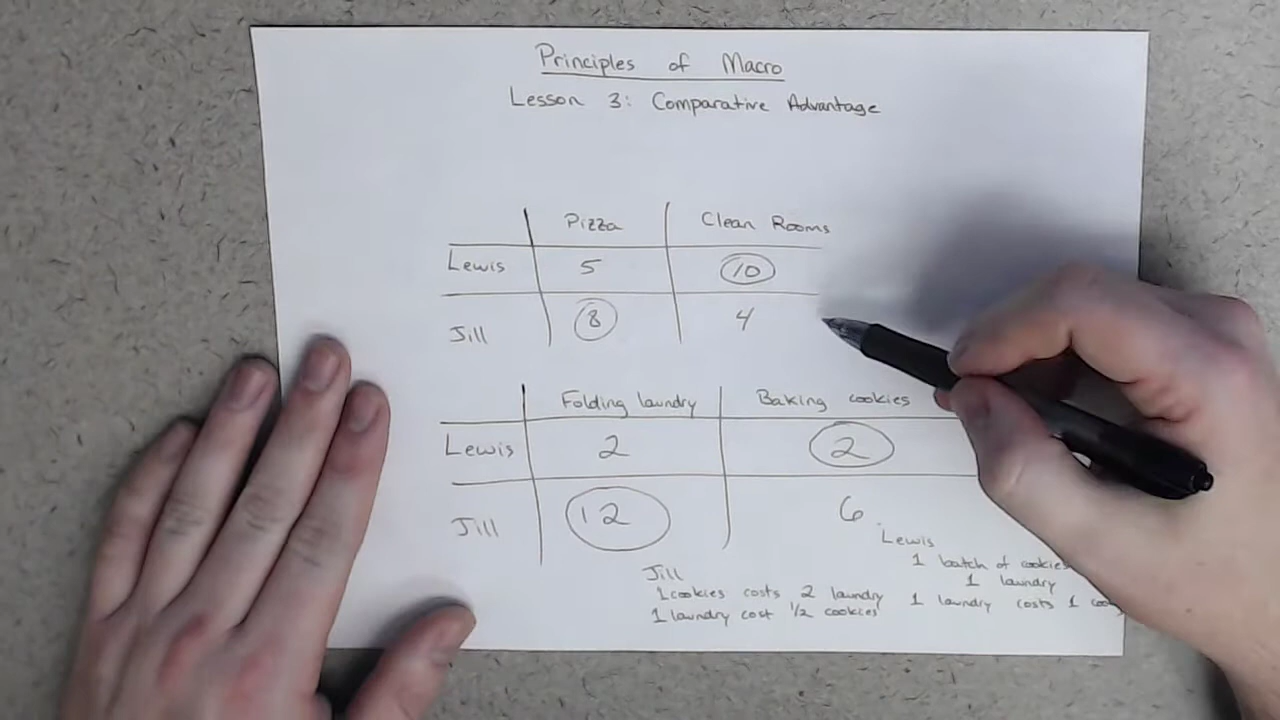 Principles of Macro
Lesson 3: Comparative Advantage
Pizza Clean Rooms
Lewis 5 10
Jill 8 4
Folding laundry Baking cookies
Lewis 2 2
Jill 12 6
Lewis
1 batch of cookies
1 laundry
1 laundry costs 1
Jill
1 cookies costs 2 laundry
1 laundry cost 1/2 cookies